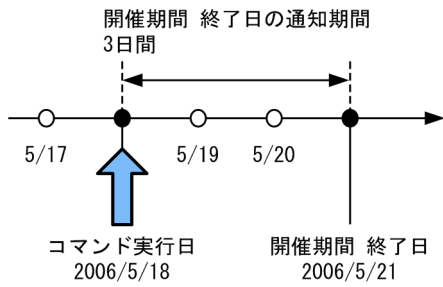 開催期間 終了日の通知期間
3日間
5/17
5/19
5/20
コマンド実行日
2006/5/18
開催期間 終了日
2006/5/21